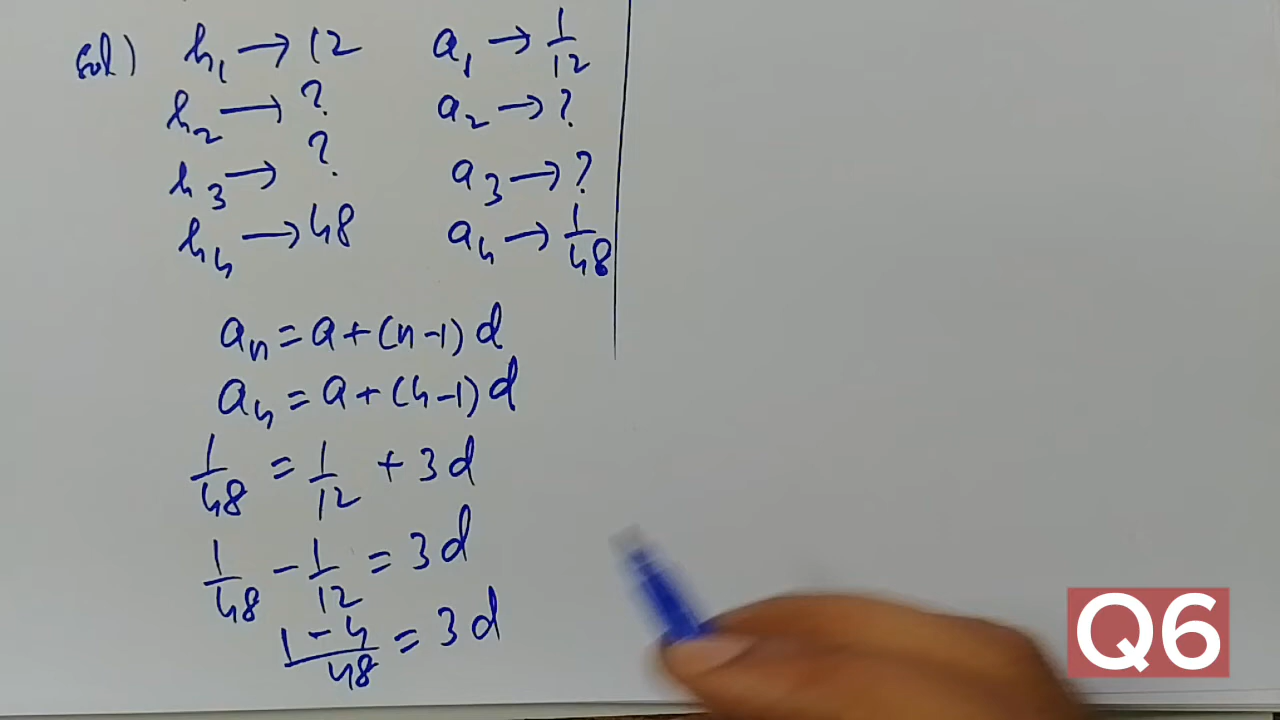 Sol) h₁ → 12 a₁ → 1/12
h₂ → ? a₂ → ?
h₃ → ? a₃ → ?
h₄ → 48 a₄ → 1/48
aₙ = a + (n-1) d
a₄ = a + (4-1) d
1/48 = 1/12 + 3d
1/48 - 1/12 = 3d
1-4/48 = 3d
Q6